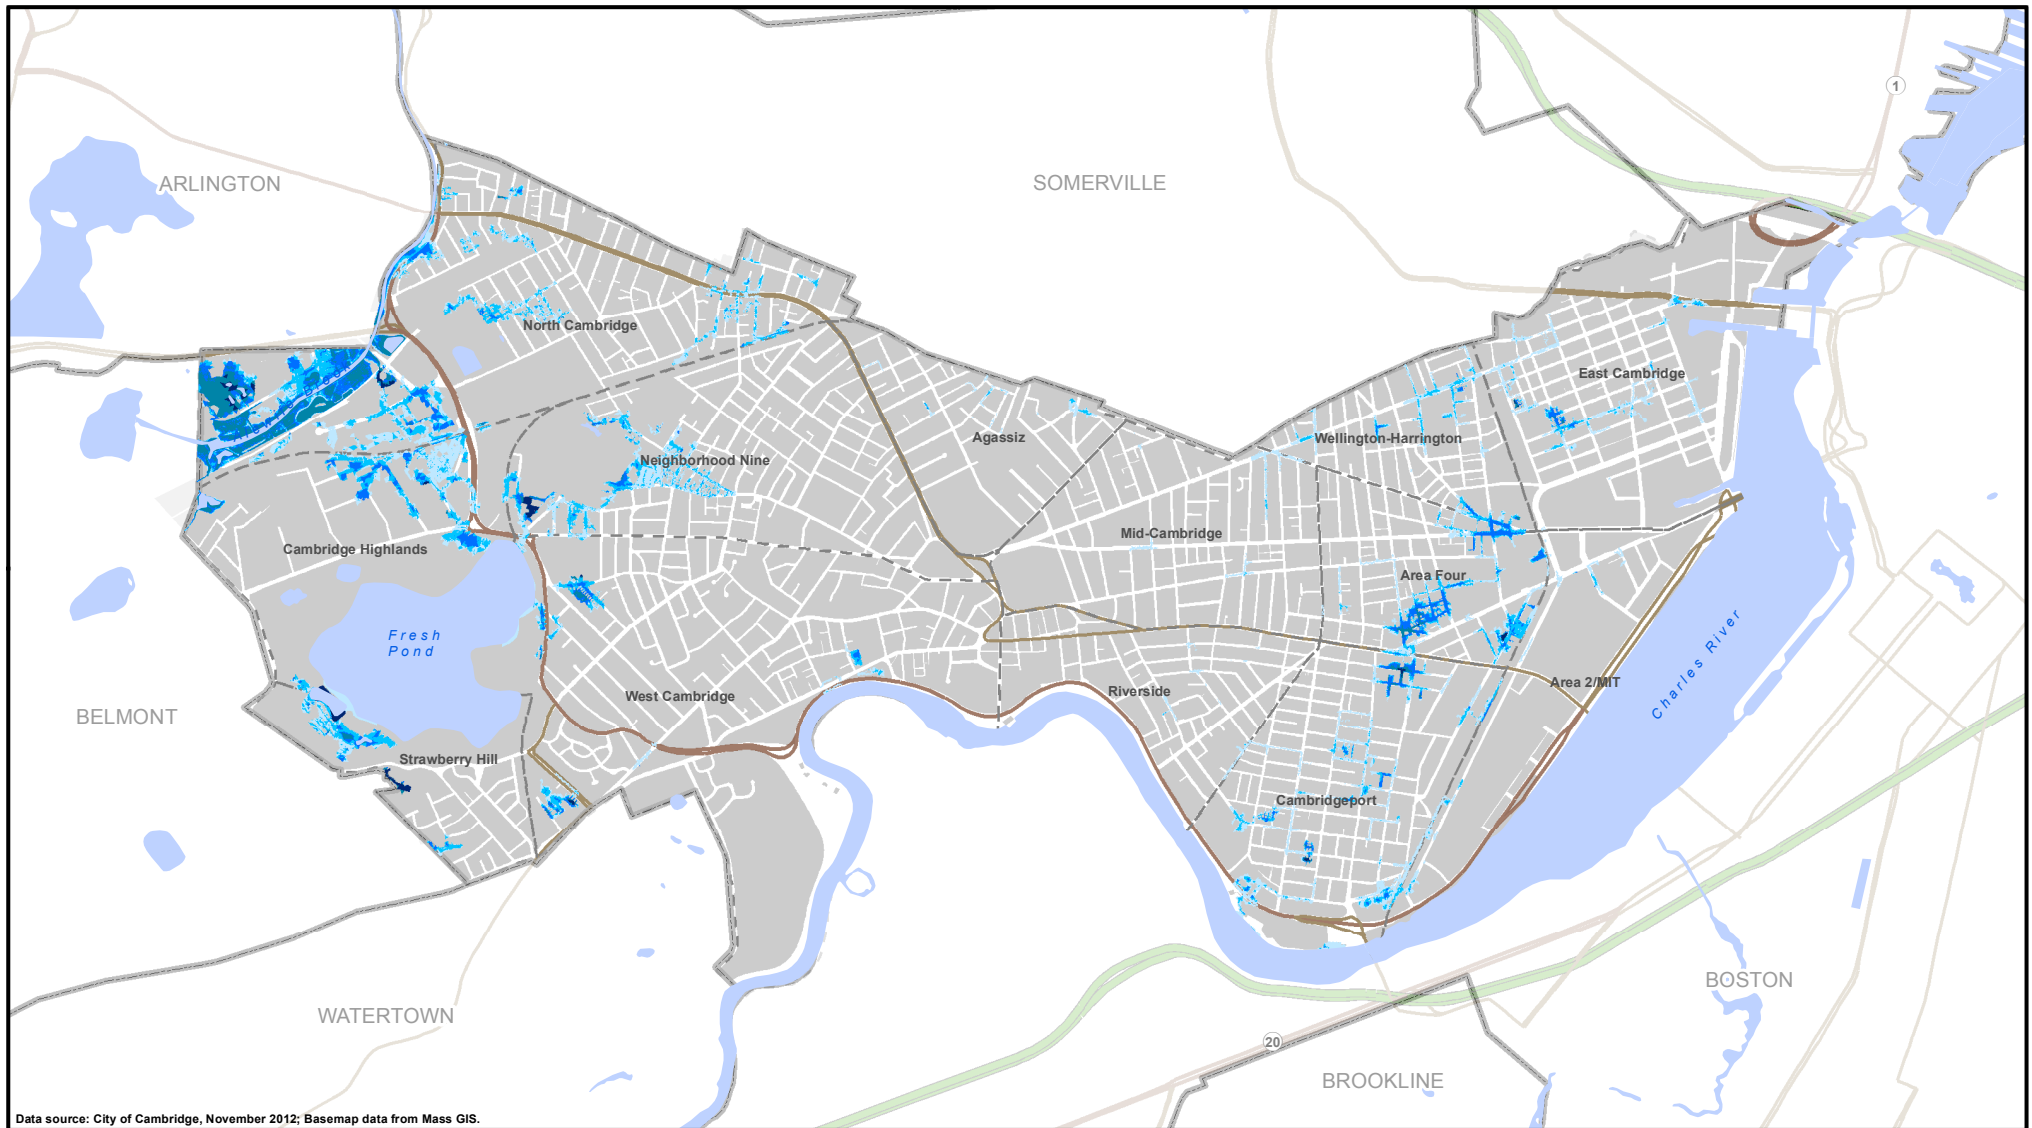 1
ARLINGTON
SOMERVILLE
North Cambridge
East Cambridge
Agassiz
Wellington-Harrington
Neighborhood Nine
Mid-Cambridge
Cambridge Highlands
Area Four
Fresh
Pond
Charles River
Area 2/MIT
Riverside
West Cambridge
BELMONT
Strawberry Hill
Cambridgeport
BOSTON
WATERTOWN
20
BROOKLINE
Data source: City of Cambridge, November 2012; Basemap data from Mass GIS.